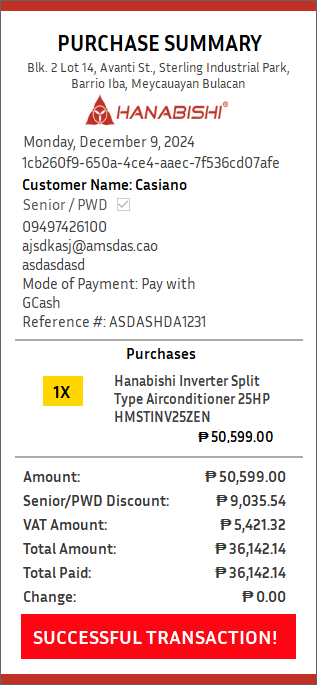 PURCHASE SUMMARY
Blk. 2 Lot 14, Avanti St., Sterling Industrial Park,
Barrio Iba, Meycauayan Bulacan
HANABISHI®
Monday, December 9, 2024
1cb260f9-650a-4ce4-aaec-7f536cd07afe
Customer Name: Casiano
Senior / PWD
09497426100
ajsdkasj@amsdas.cao
asdasdasd
Mode of Payment: Pay with
GCash
Reference #: ASDASHDA1231
Purchases
1X
Hanabishi Inverter Split
Type Airconditioner 25HP
HMSTINV25ZEN
₱ 50,599.00
Amount: ₱ 50,599.00
Senior/PWD Discount: ₱ 9,035.54
VAT Amount: ₱ 5,421.32
Total Amount: ₱ 36,142.14
Total Paid: ₱ 36,142.14
Change: ₱ 0.00
SUCCESSFUL TRANSACTION!